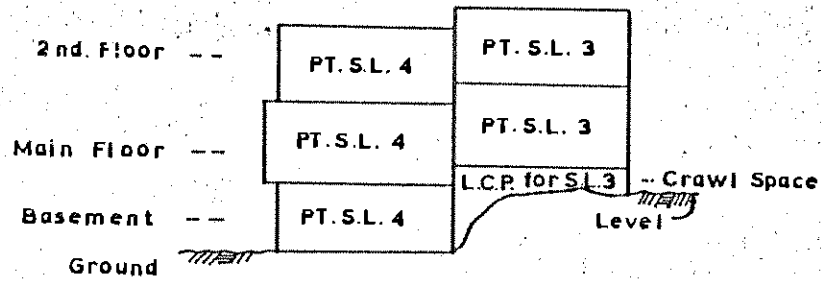 2nd. Floor -- PT. S.L. 4 PT. S.L. 3
Main Floor -- PT. S.L. 4 PT. S.L. 3
L.C.P. for S.L.3 -- Crawl Space
Basement -- PT. S.L. 4 Level
Ground